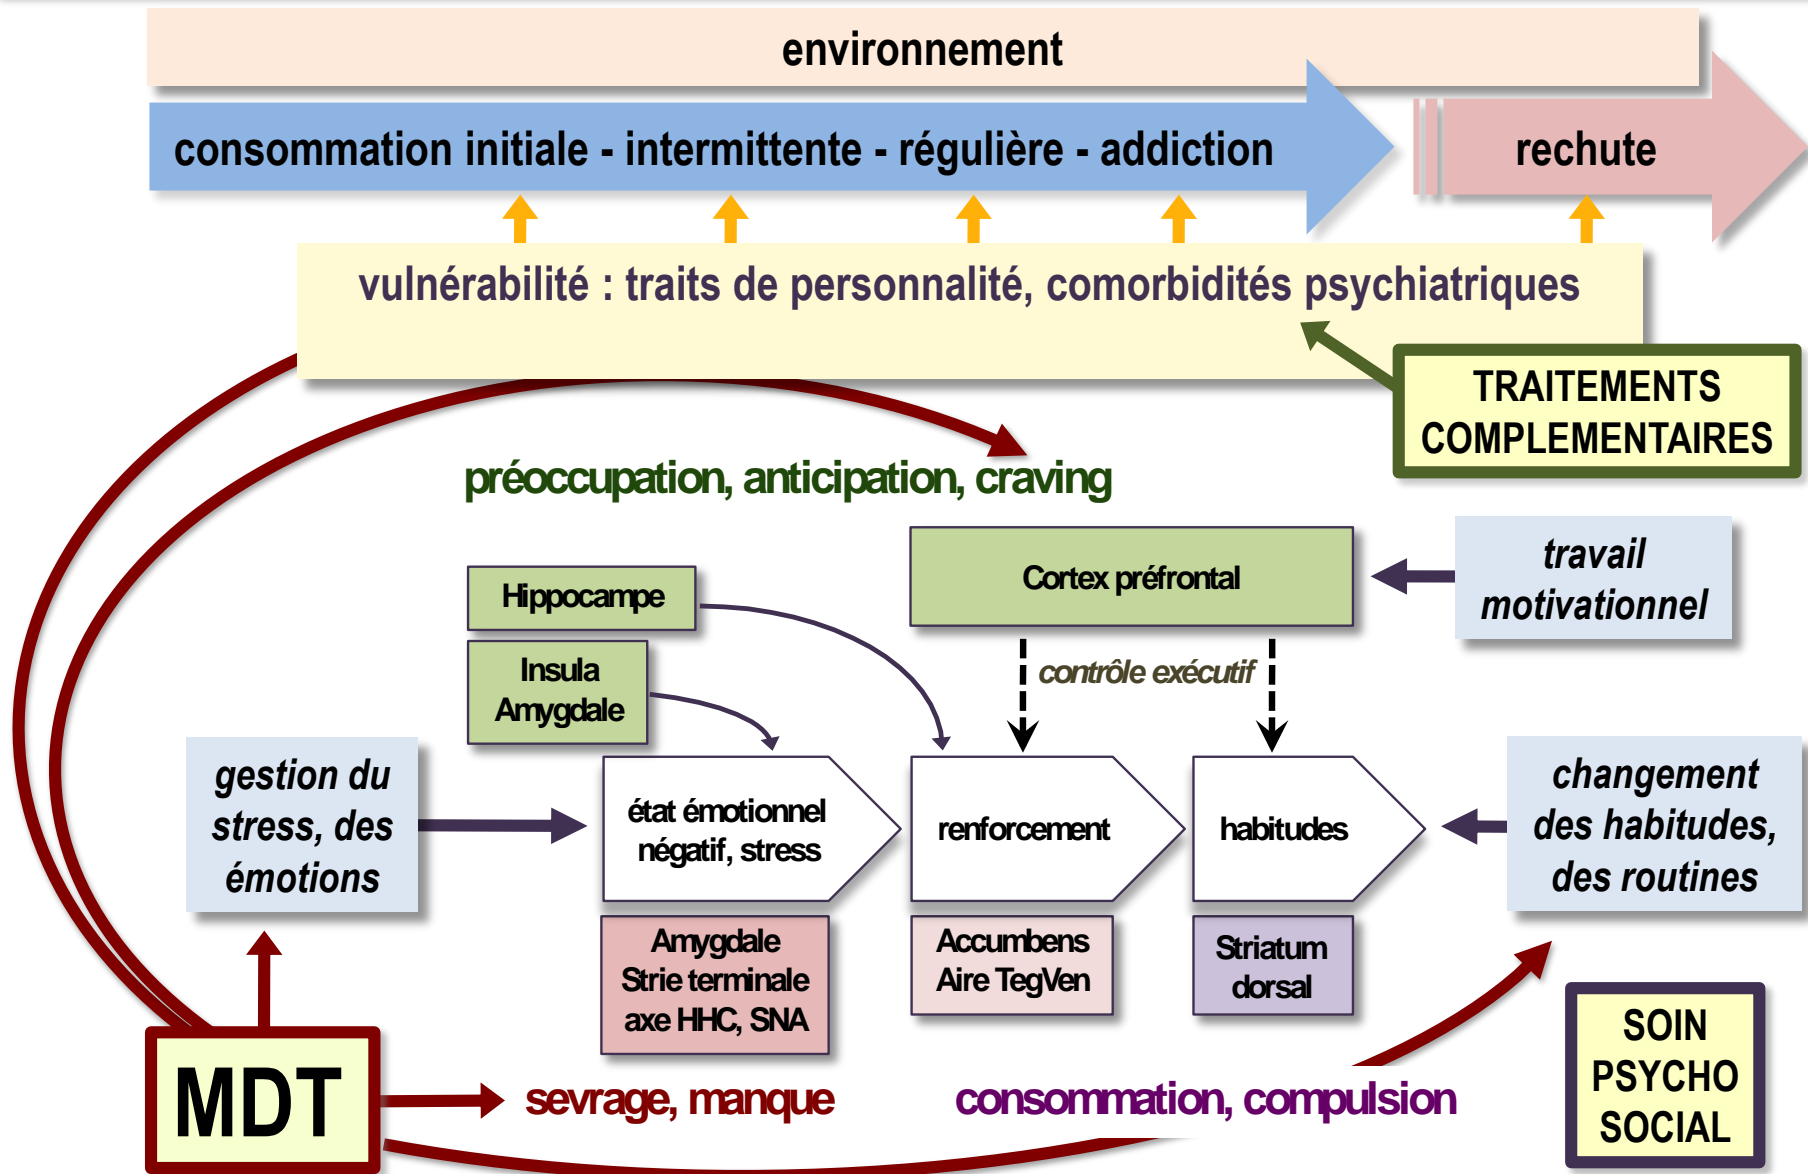 environnement
consommation initiale - intermittente - régulière - addiction
rechute
vulnérabilité : traits de personnalité, comorbidités psychiatriques
TRAITEMENTS
COMPLEMENTAIRES
préoccupation, anticipation, craving
Hippocampe
Cortex préfrontal
travail
motivationnel
Insula
Amygdale
contrôle exécutif
gestion du
stress, des
émotions
état émotionnel
négatif, stress
renforcement
habitudes
changement
des habitudes,
des routines
Amygdale
Strie terminale
axe HHC, SNA
Accumbens
Aire TegVen
Striatum
dorsal
MDT
sevrage, manque
consommation, compulsion
SOIN
PSYCHO
SOCIAL